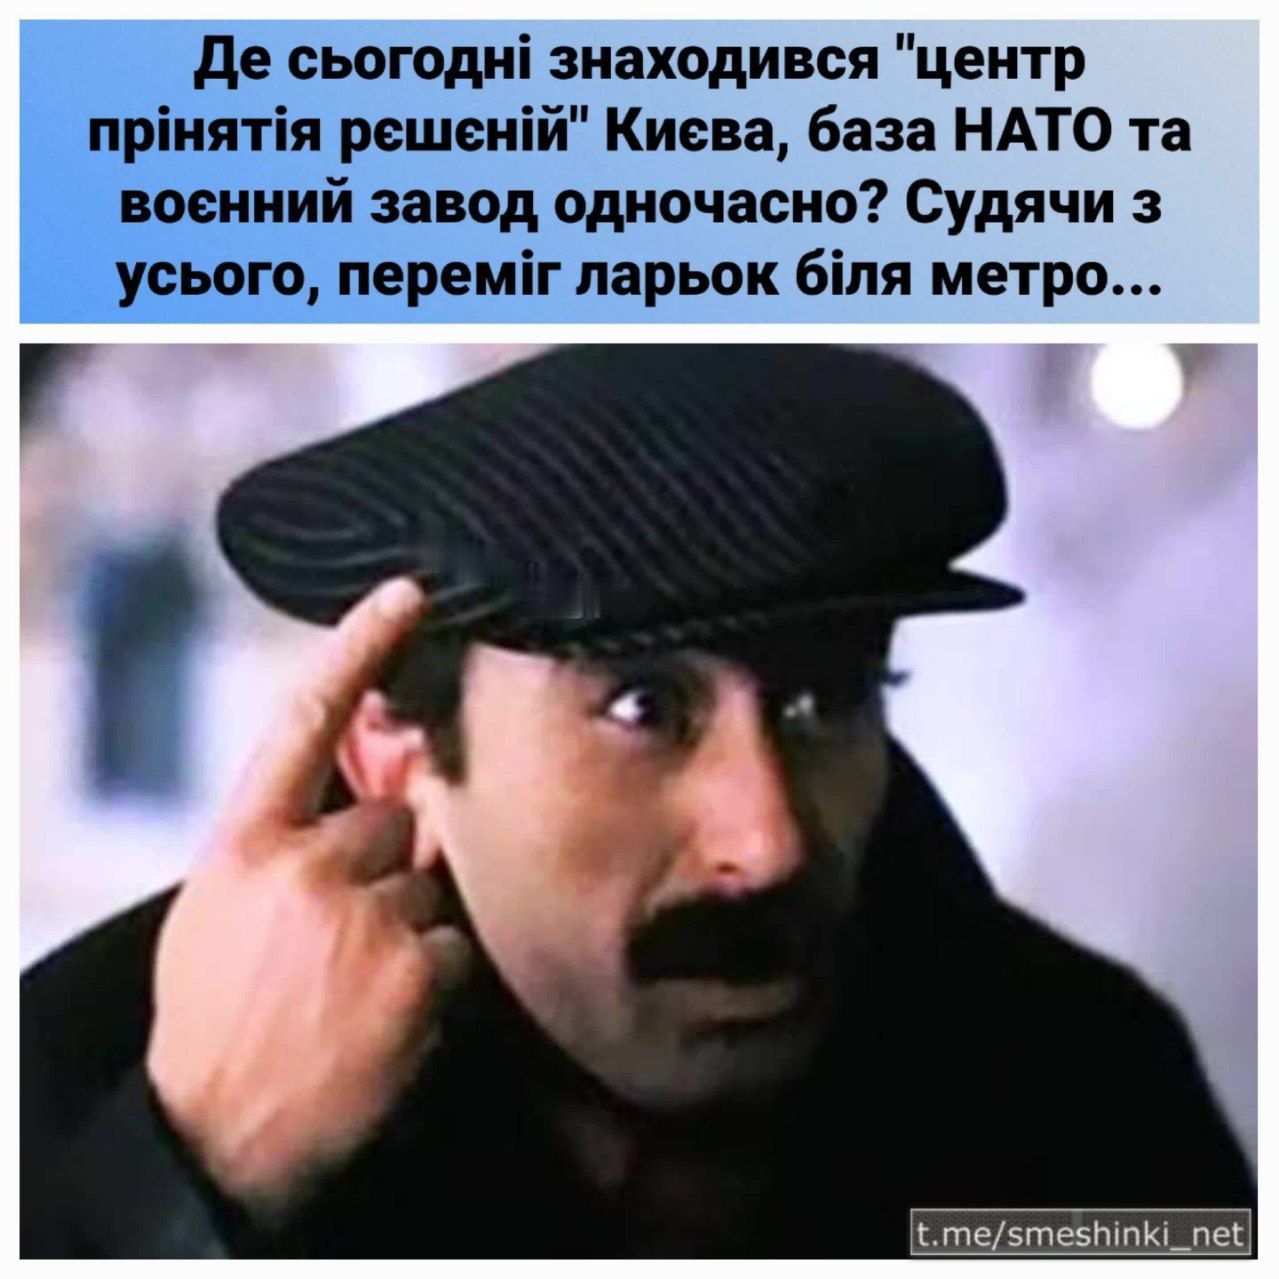 Де сьогодні знаходився "центр
прінятія рєшєній" Києва, база НАТО та
воєнний завод одночасно? Судячи з
усього, переміг ларьок біля метро...
t.me/smeshinki_net